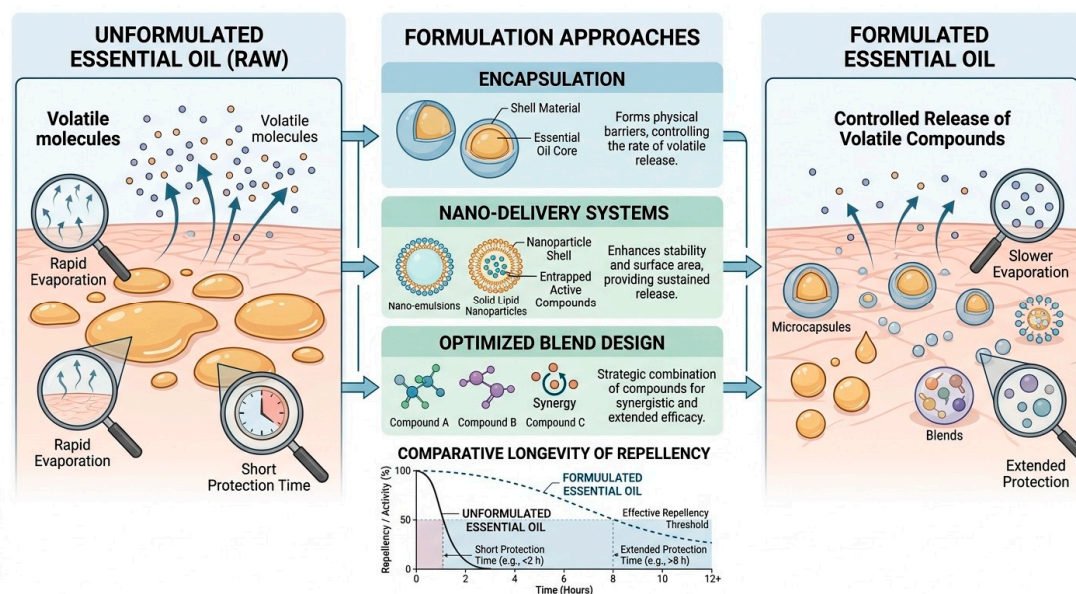 UNFORMULATED
ESSENTIAL OIL (RAW)
Volatile
molecules
Volatile
molecules
Rapid
Evaporation
Rapid
Evaporation
Short
Protection Time
FORMULATION APPROACHES
ENCAPSULATION
Shell Material
Essential
Oil Core
Forms physical
barriers, controlling
the rate of volatile
release.
NANO-DELIVERY SYSTEMS
Nano-emulsions
Solid Lipid
Nanoparticles
Nanoparticle
Shell
Entrapped
Active
Compounds
Enhances stability
and surface area,
providing sustained
release.
OPTIMIZED BLEND DESIGN
Compound A
Compound B
Synergy
Compound C
Strategic combination
of compounds for
synergistic and
extended efficacy.
COMPARATIVE LONGEVITY OF REPELLENCY
Repellency / Activity (%)
100
50
0
FORMUULATED
ESSENTIAL OIL
UNFORMULATED
ESSENTIAL OIL
Effective Repellency
Threshold
Short Protection
Time (e.g., <2 h)
Extended Protection
Time (e.g., >8 h)
0 2 4 6 8 10 12+
Time (Hours)
FORMULATED
ESSENTIAL OIL
Controlled Release of
Volatile Compounds
Slower
Evaporation
Microcapsules
Blends
Extended
Protection